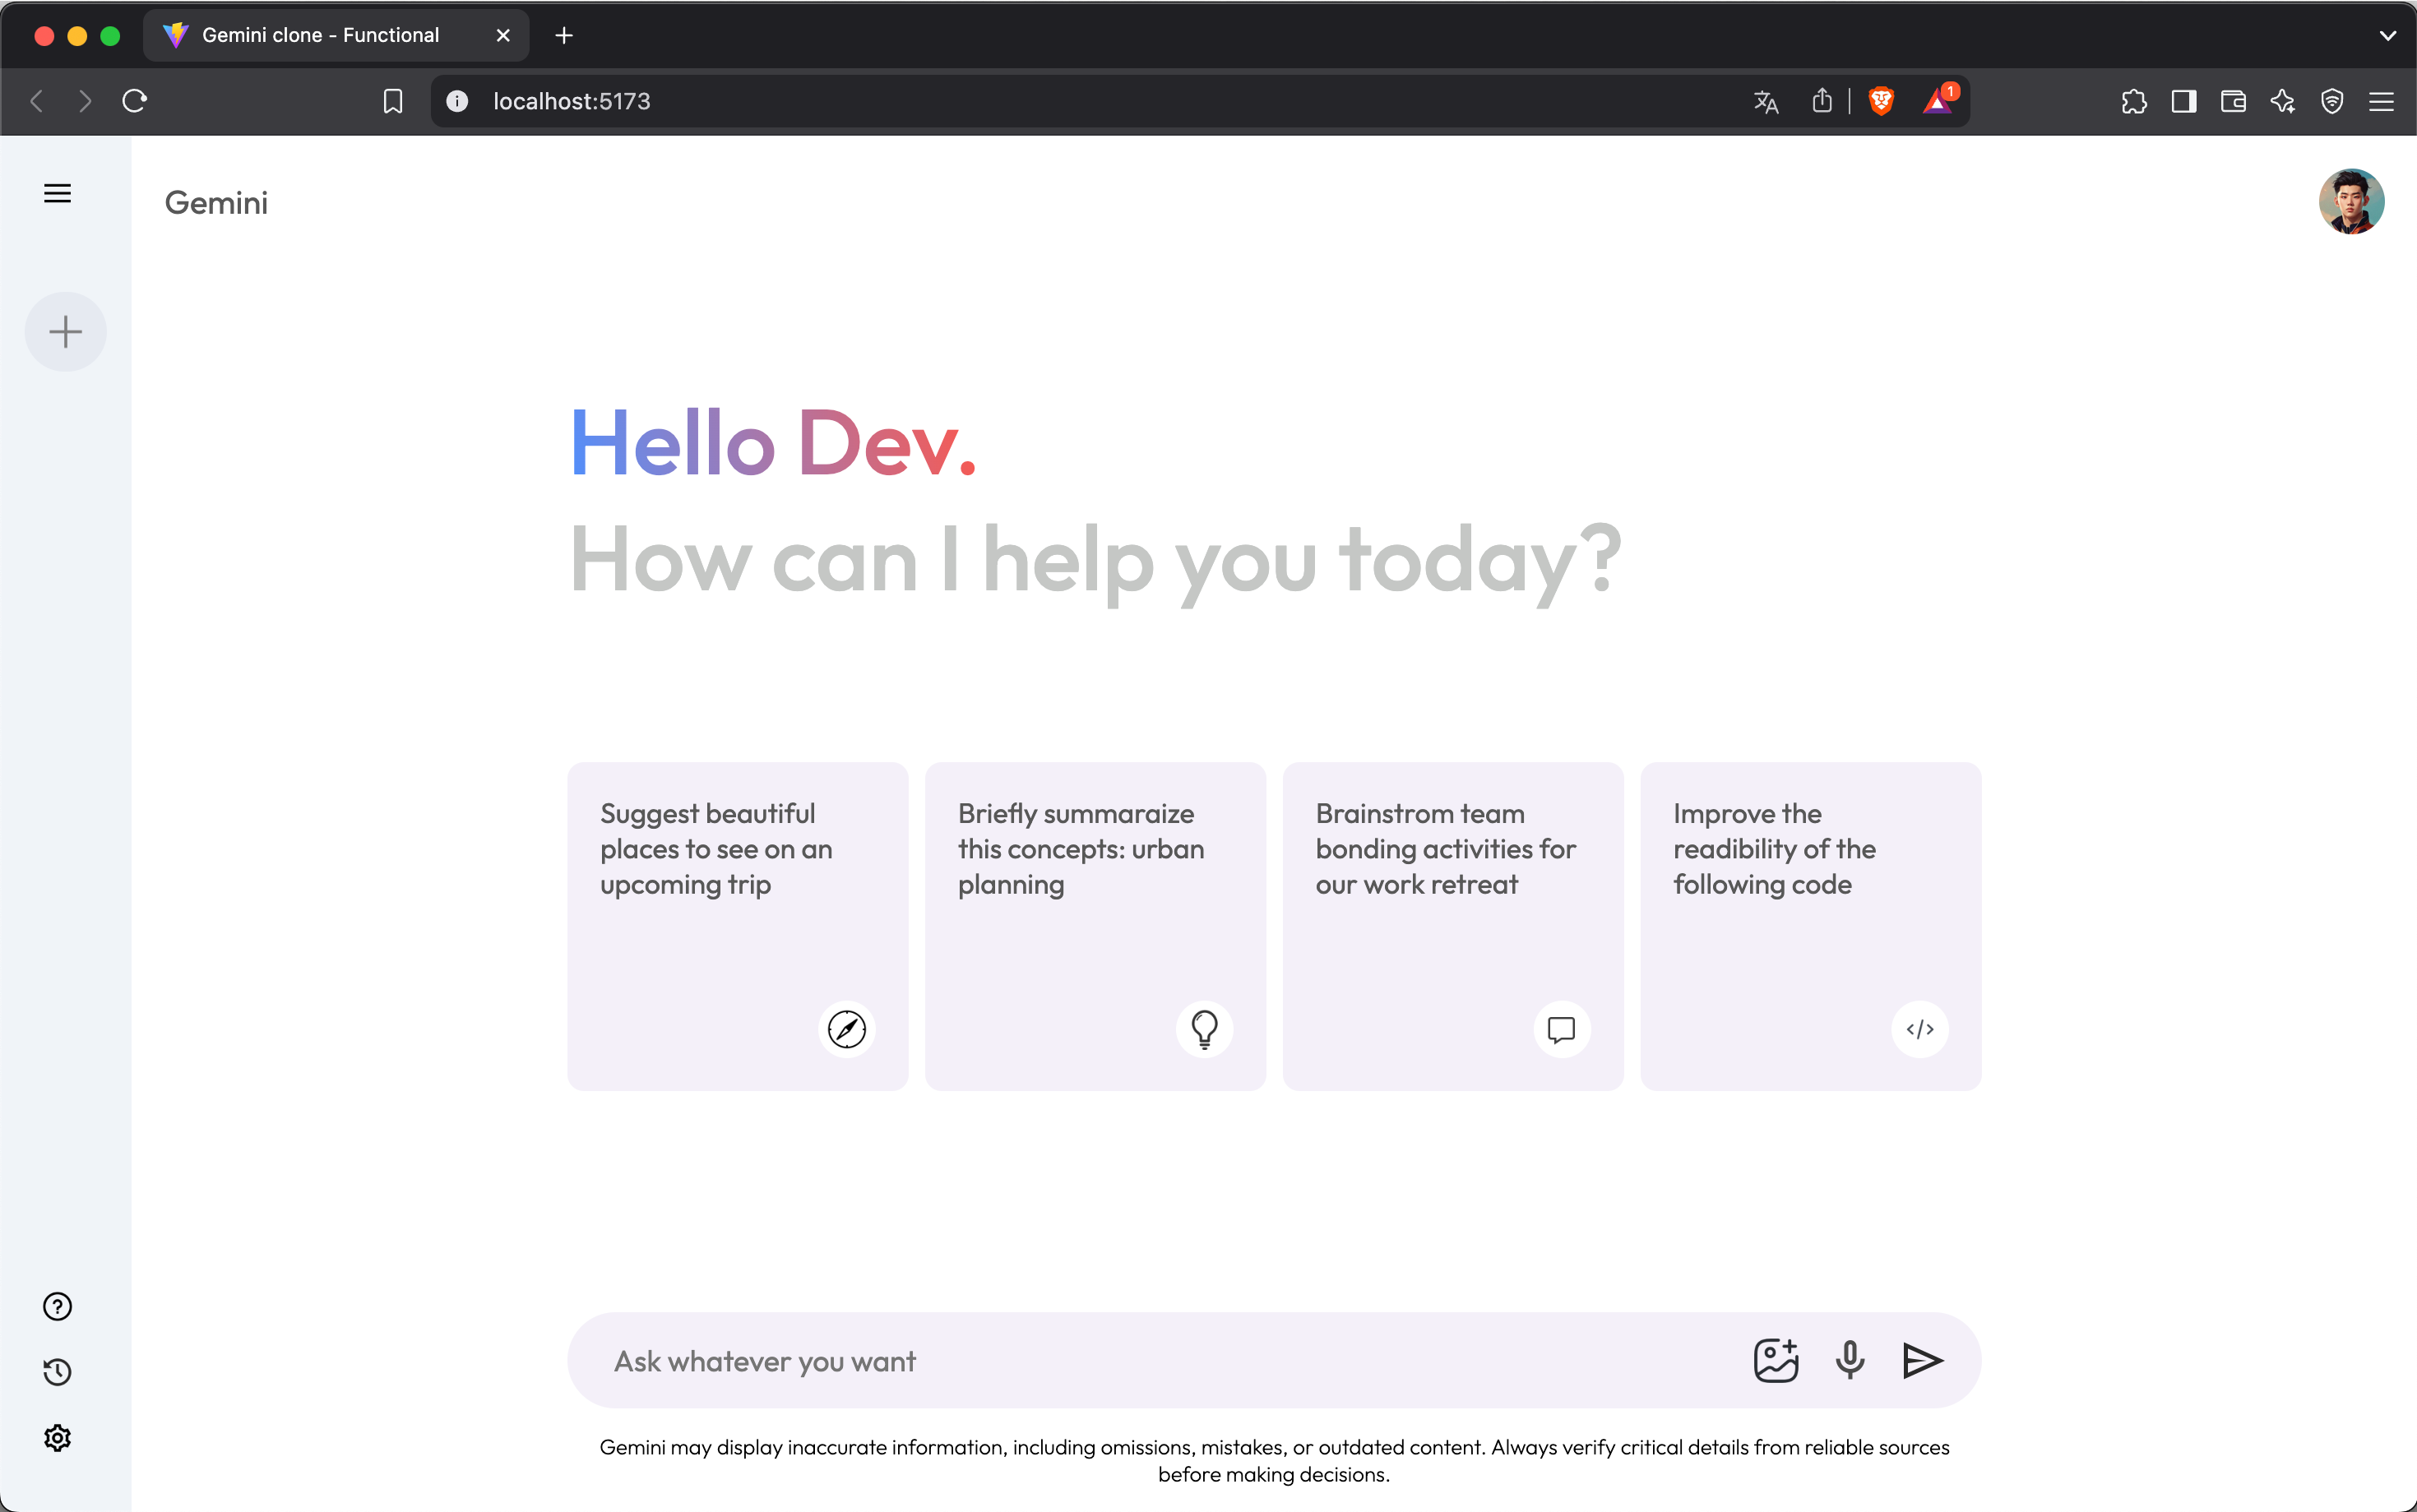 Gemini clone - Functional
localhost:5173
1
Gemini
Hello Dev.
How can I help you today?
Suggest beautiful
places to see on an
upcoming trip
Briefly summaraize
this concepts: urban
planning
Brainstrom team
bonding activities for
our work retreat
Improve the
readibility of the
following code
Ask whatever you want
Gemini may display inaccurate information, including omissions, mistakes, or outdated content. Always verify critical details from reliable sources
before making decisions.